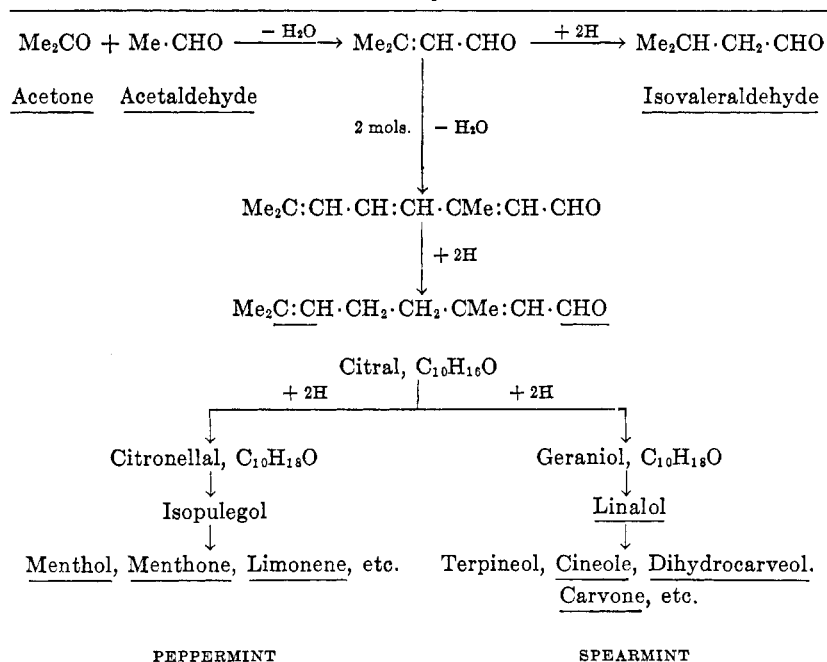 Me₂CO + Me·CHO − H₂O Me₂C:CH·CHO + 2H Me₂CH·CH₂·CHO
Acetone Acetaldehyde Isovaleraldehyde
2 mols. − H₂O
Me₂C:CH·CH:CH·CMe:CH·CHO
+ 2H
Me₂C:CH·CH₂·CH₂·CMe:CH·CHO
Citral, C₁₀H₁₆O
+ 2H + 2H
Citronellal, C₁₀H₁₈O Geraniol, C₁₀H₁₈O
Isopulegol Linalol
Menthol, Menthone, Limonene, etc. Terpineol, Cineole, Dihydrocarveol.
Carvone, etc.
PEPPERMINT SPEARMINT